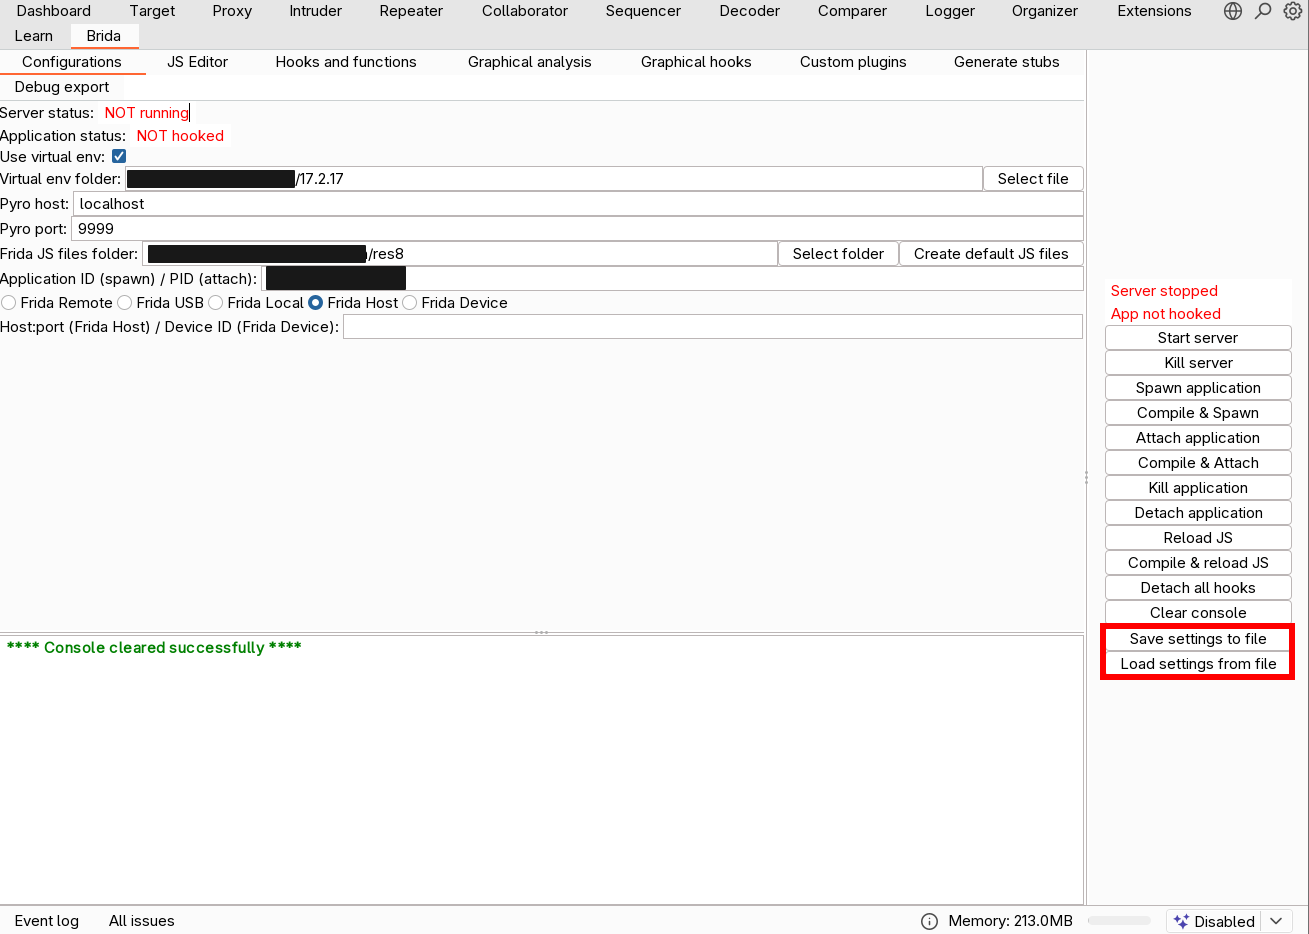 Dashboard Target Proxy Intruder Repeater Collaborator Sequencer Decoder Comparer Logger Organizer Extensions
Learn Brida
Configurations JS Editor Hooks and functions Graphical analysis Graphical hooks Custom plugins Generate stubs
Debug export
Server status: NOT running
Application status: NOT hooked
Use virtual env:
Virtual env folder: /17.2.17 Select file
Pyro host: localhost
Pyro port: 9999
Frida JS files folder: /res8 Select folder Create default JS files
Application ID (spawn) / PID (attach):
Frida Remote Frida USB Frida Local Frida Host Frida Device
Host:port (Frida Host) / Device ID (Frida Device):
**** Console cleared successfully ****
Server stopped
App not hooked
Start server
Kill server
Spawn application
Compile & Spawn
Attach application
Compile & Attach
Kill application
Detach application
Reload JS
Compile & reload JS
Detach all hooks
Clear console
Save settings to file
Load settings from file
Event log All issues Memory: 213.0MB Disabled